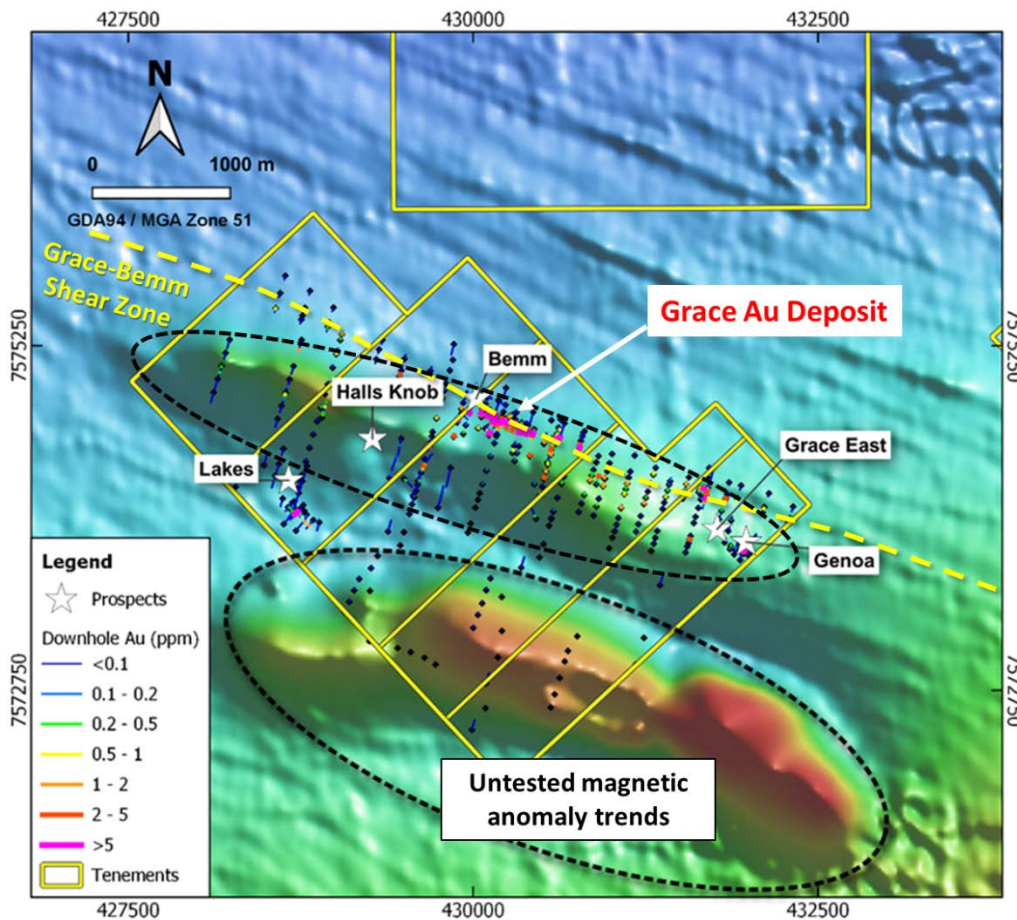 427500
430000
432500
N
0
1000 m
GDA94 / MGA Zone 51
Grace-Bemm
Shear Zone
Grace Au Deposit
7575250
7575250
Bemm
Halls Knob
Grace East
Lakes
Genoa
Legend
Prospects
Downhole Au (ppm)
<0.1
0.1 - 0.2
0.2 - 0.5
0.5 - 1
1 - 2
2 - 5
>5
Tenements
7572750
7572750
Untested magnetic
anomaly trends
427500
430000
432500